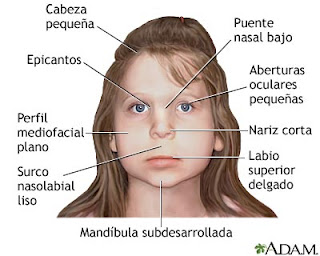 Cabeza
pequeña
Puente
nasal bajo
Epicantos
Aberturas
oculares
pequeñas
Perfil
mediofacial
plano
Nariz corta
Surco
nasolabial
liso
Labio
superior
delgado
Mandíbula subdesarrollada
ADAM.